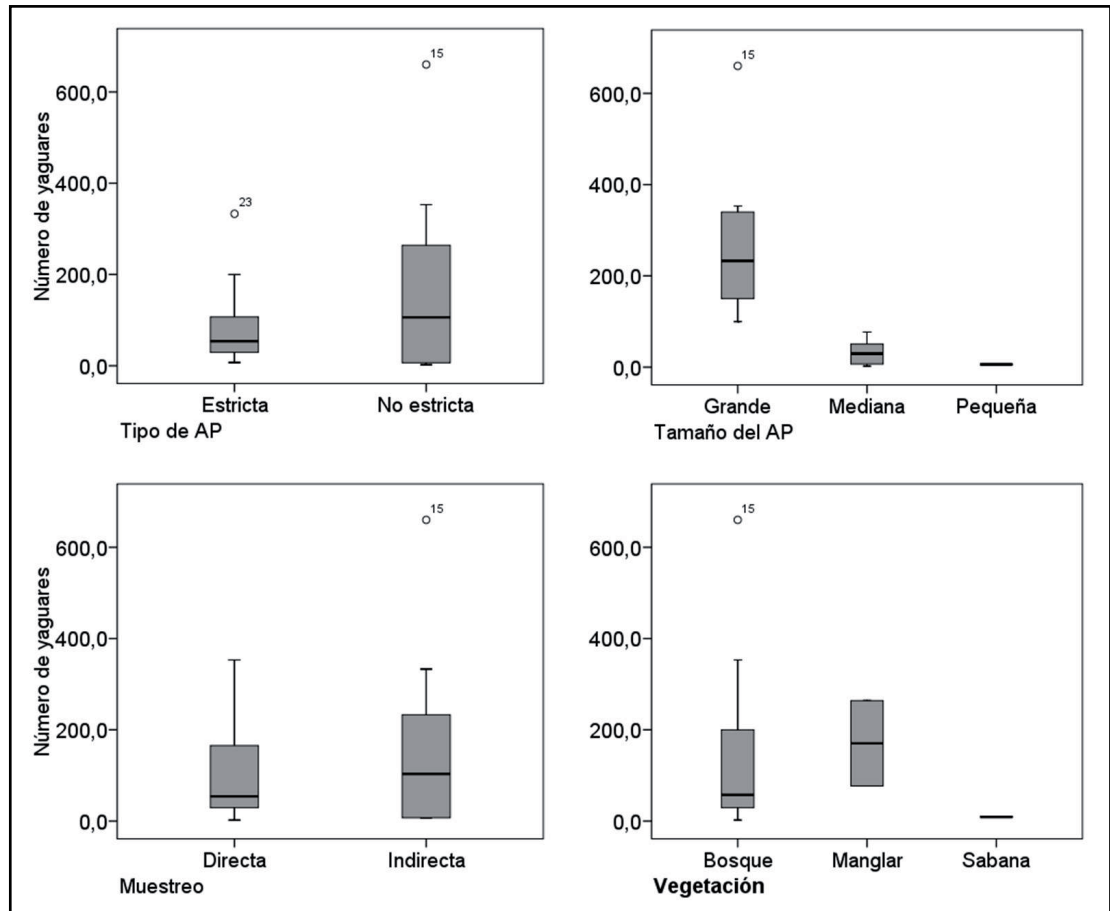 Número de yaguares
600,0
400,0
200,0
0,0
15
23
Estricta
No estricta
Tipo de AP
600,0
400,0
200,0
0,0
15
Grande
Mediana
Pequeña
Tamaño del AP
Número de yaguares
600,0
400,0
200,0
0,0
15
Directa
Indirecta
Muestreo
600,0
400,0
200,0
0,0
15
Bosque
Manglar
Sabana
Vegetación